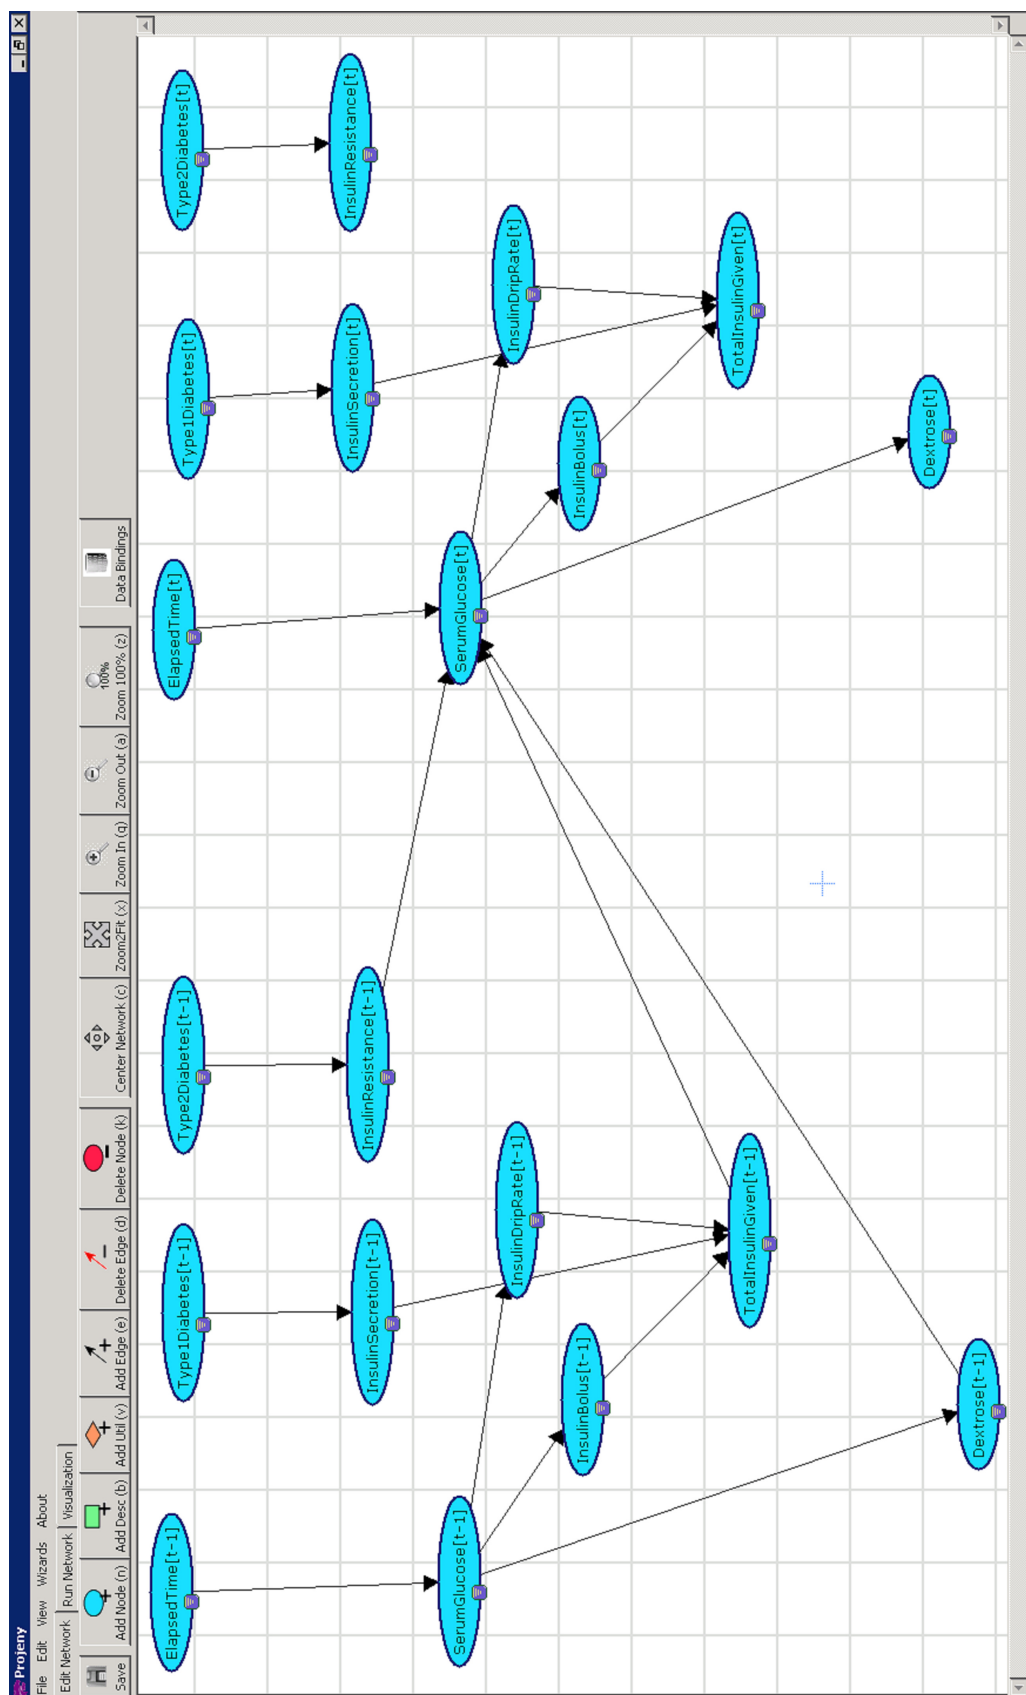 Projeny
File Edit View Wizards About
Edit Network Run Network Visualization
Save Add Node (n) Add Desc (b) Add Util (v) Add Edge (e) Delete Edge (d) Delete Node (k) Center Network (c) Zoom2Fit (x) Zoom In (q) Zoom Out (a) Zoom 100% (z) Data Bindings
100%
ElapsedTime[t-1] Type1Diabetes[t-1] Type2Diabetes[t-1] ElapsedTime[t] Type1Diabetes[t] Type2Diabetes[t]
InsulinSecretion[t-1] InsulinResistance[t-1] InsulinSecretion[t] InsulinResistance[t]
SerumGlucose[t-1] SerumGlucose[t]
InsulinDripRate[t-1] InsulinDripRate[t]
InsulinBolus[t-1] InsulinBolus[t]
TotalInsulinGiven[t-1] TotalInsulinGiven[t]
Dextrose[t-1] Dextrose[t]